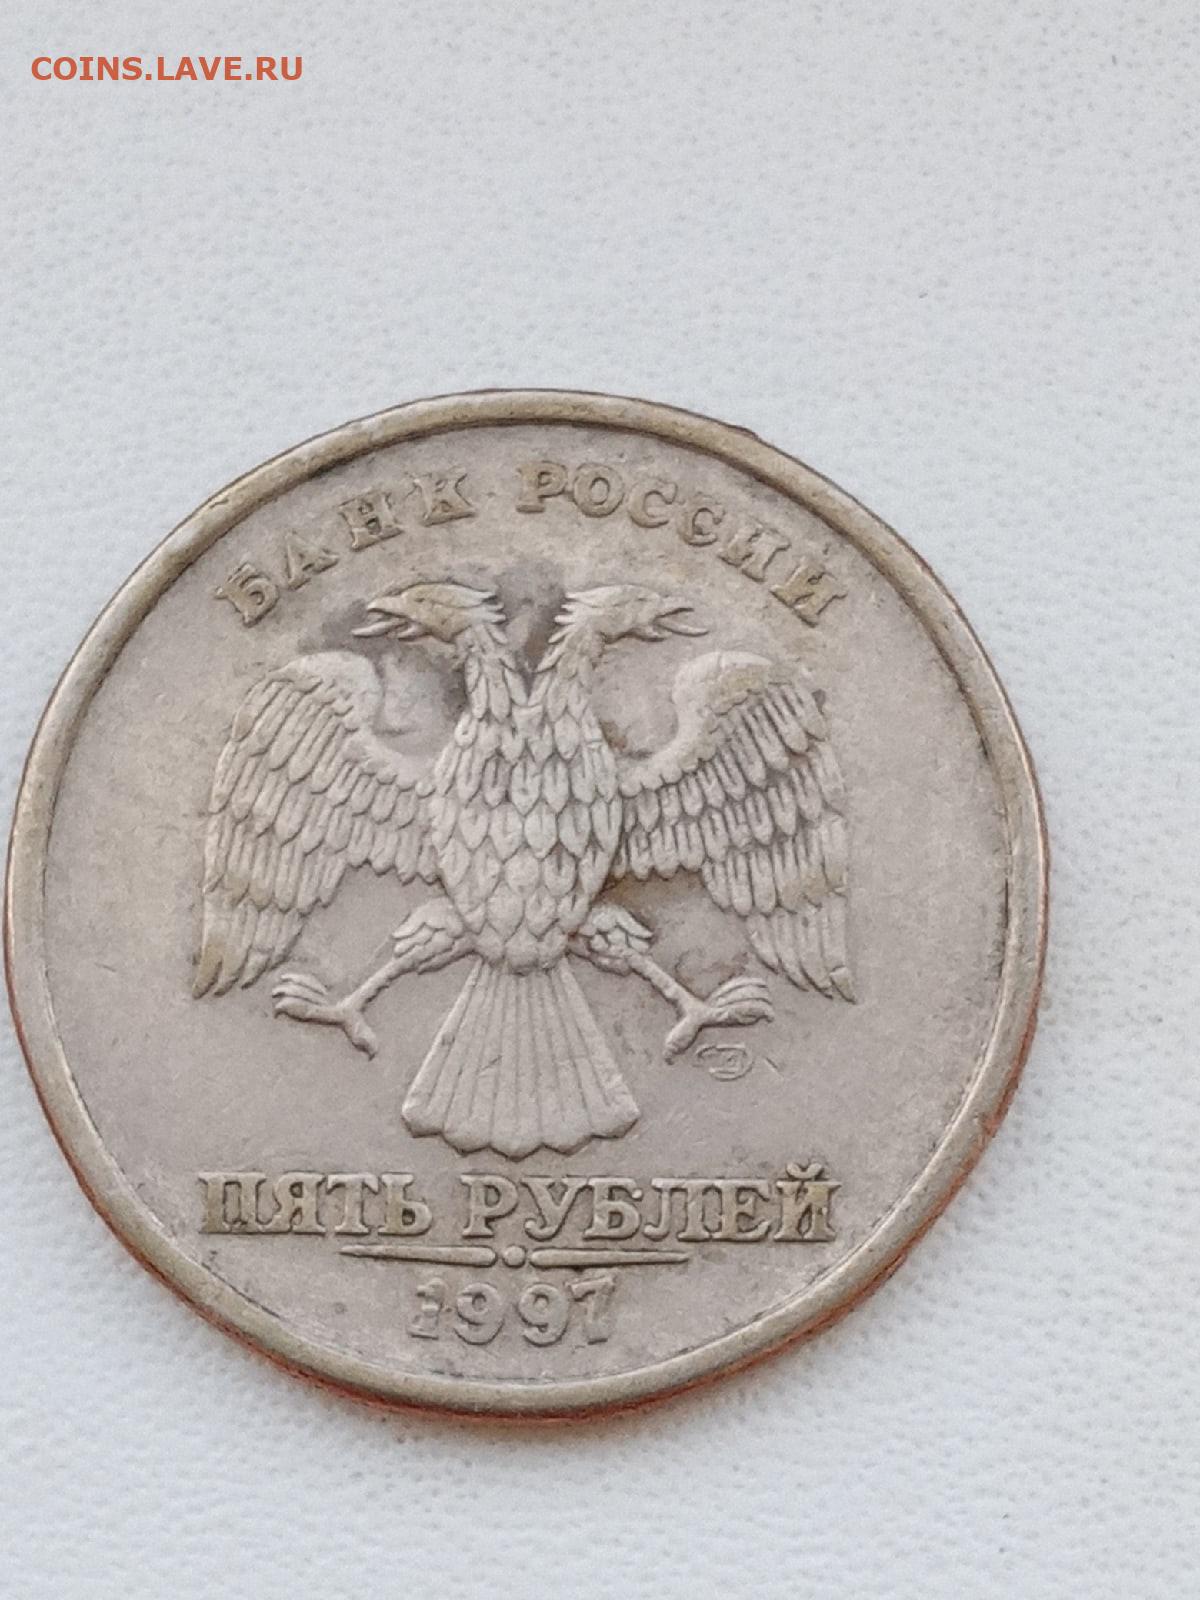 COINS.LAVE.RU
БАНК РОССИИ
ПЯТЬ РУБЛЕЙ
1997